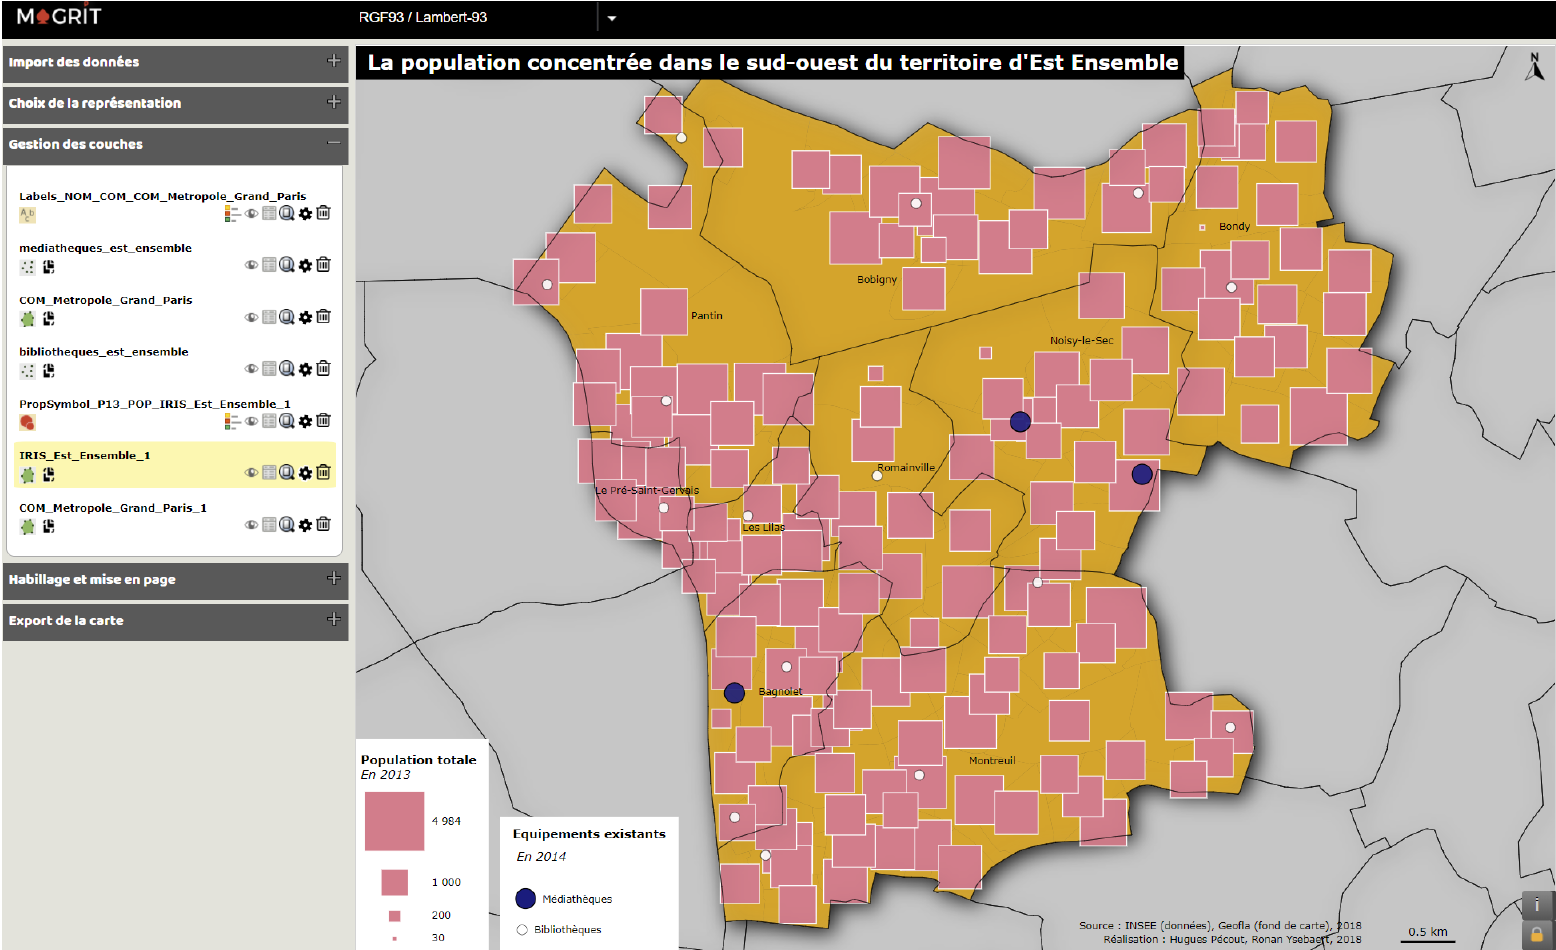 MAGRIT
RGF93 / Lambert-93
Import des données
Choix de la représentation
Gestion des couches
Labels_NOM_COM_COM_Metropole_Grand_Paris
Ab
c
mediatheques_est_ensemble
COM_Metropole_Grand_Paris
bibliotheques_est_ensemble
PropSymbol_P13_POP_IRIS_Est_Ensemble_1
IRIS_Est_Ensemble_1
COM_Metropole_Grand_Paris_1
Habillage et mise en page
Export de la carte
La population concentrée dans le sud-ouest du territoire d'Est Ensemble
N
Bondy
Bobigny
Pantin
Noisy-le-Sec
Romainville
Le Pré-Saint-Gervais
Les Lilas
Bagnolet
Montreuil
Population totale
En 2013
4 984
1 000
200
30
Equipements existants
En 2014
Médiathèques
Bibliothèques
Source : INSEE (données), Geofla (fond de carte), 2018
Réalisation : Hugues Pécout, Ronan Ysebaert, 2018
0.5 km
i